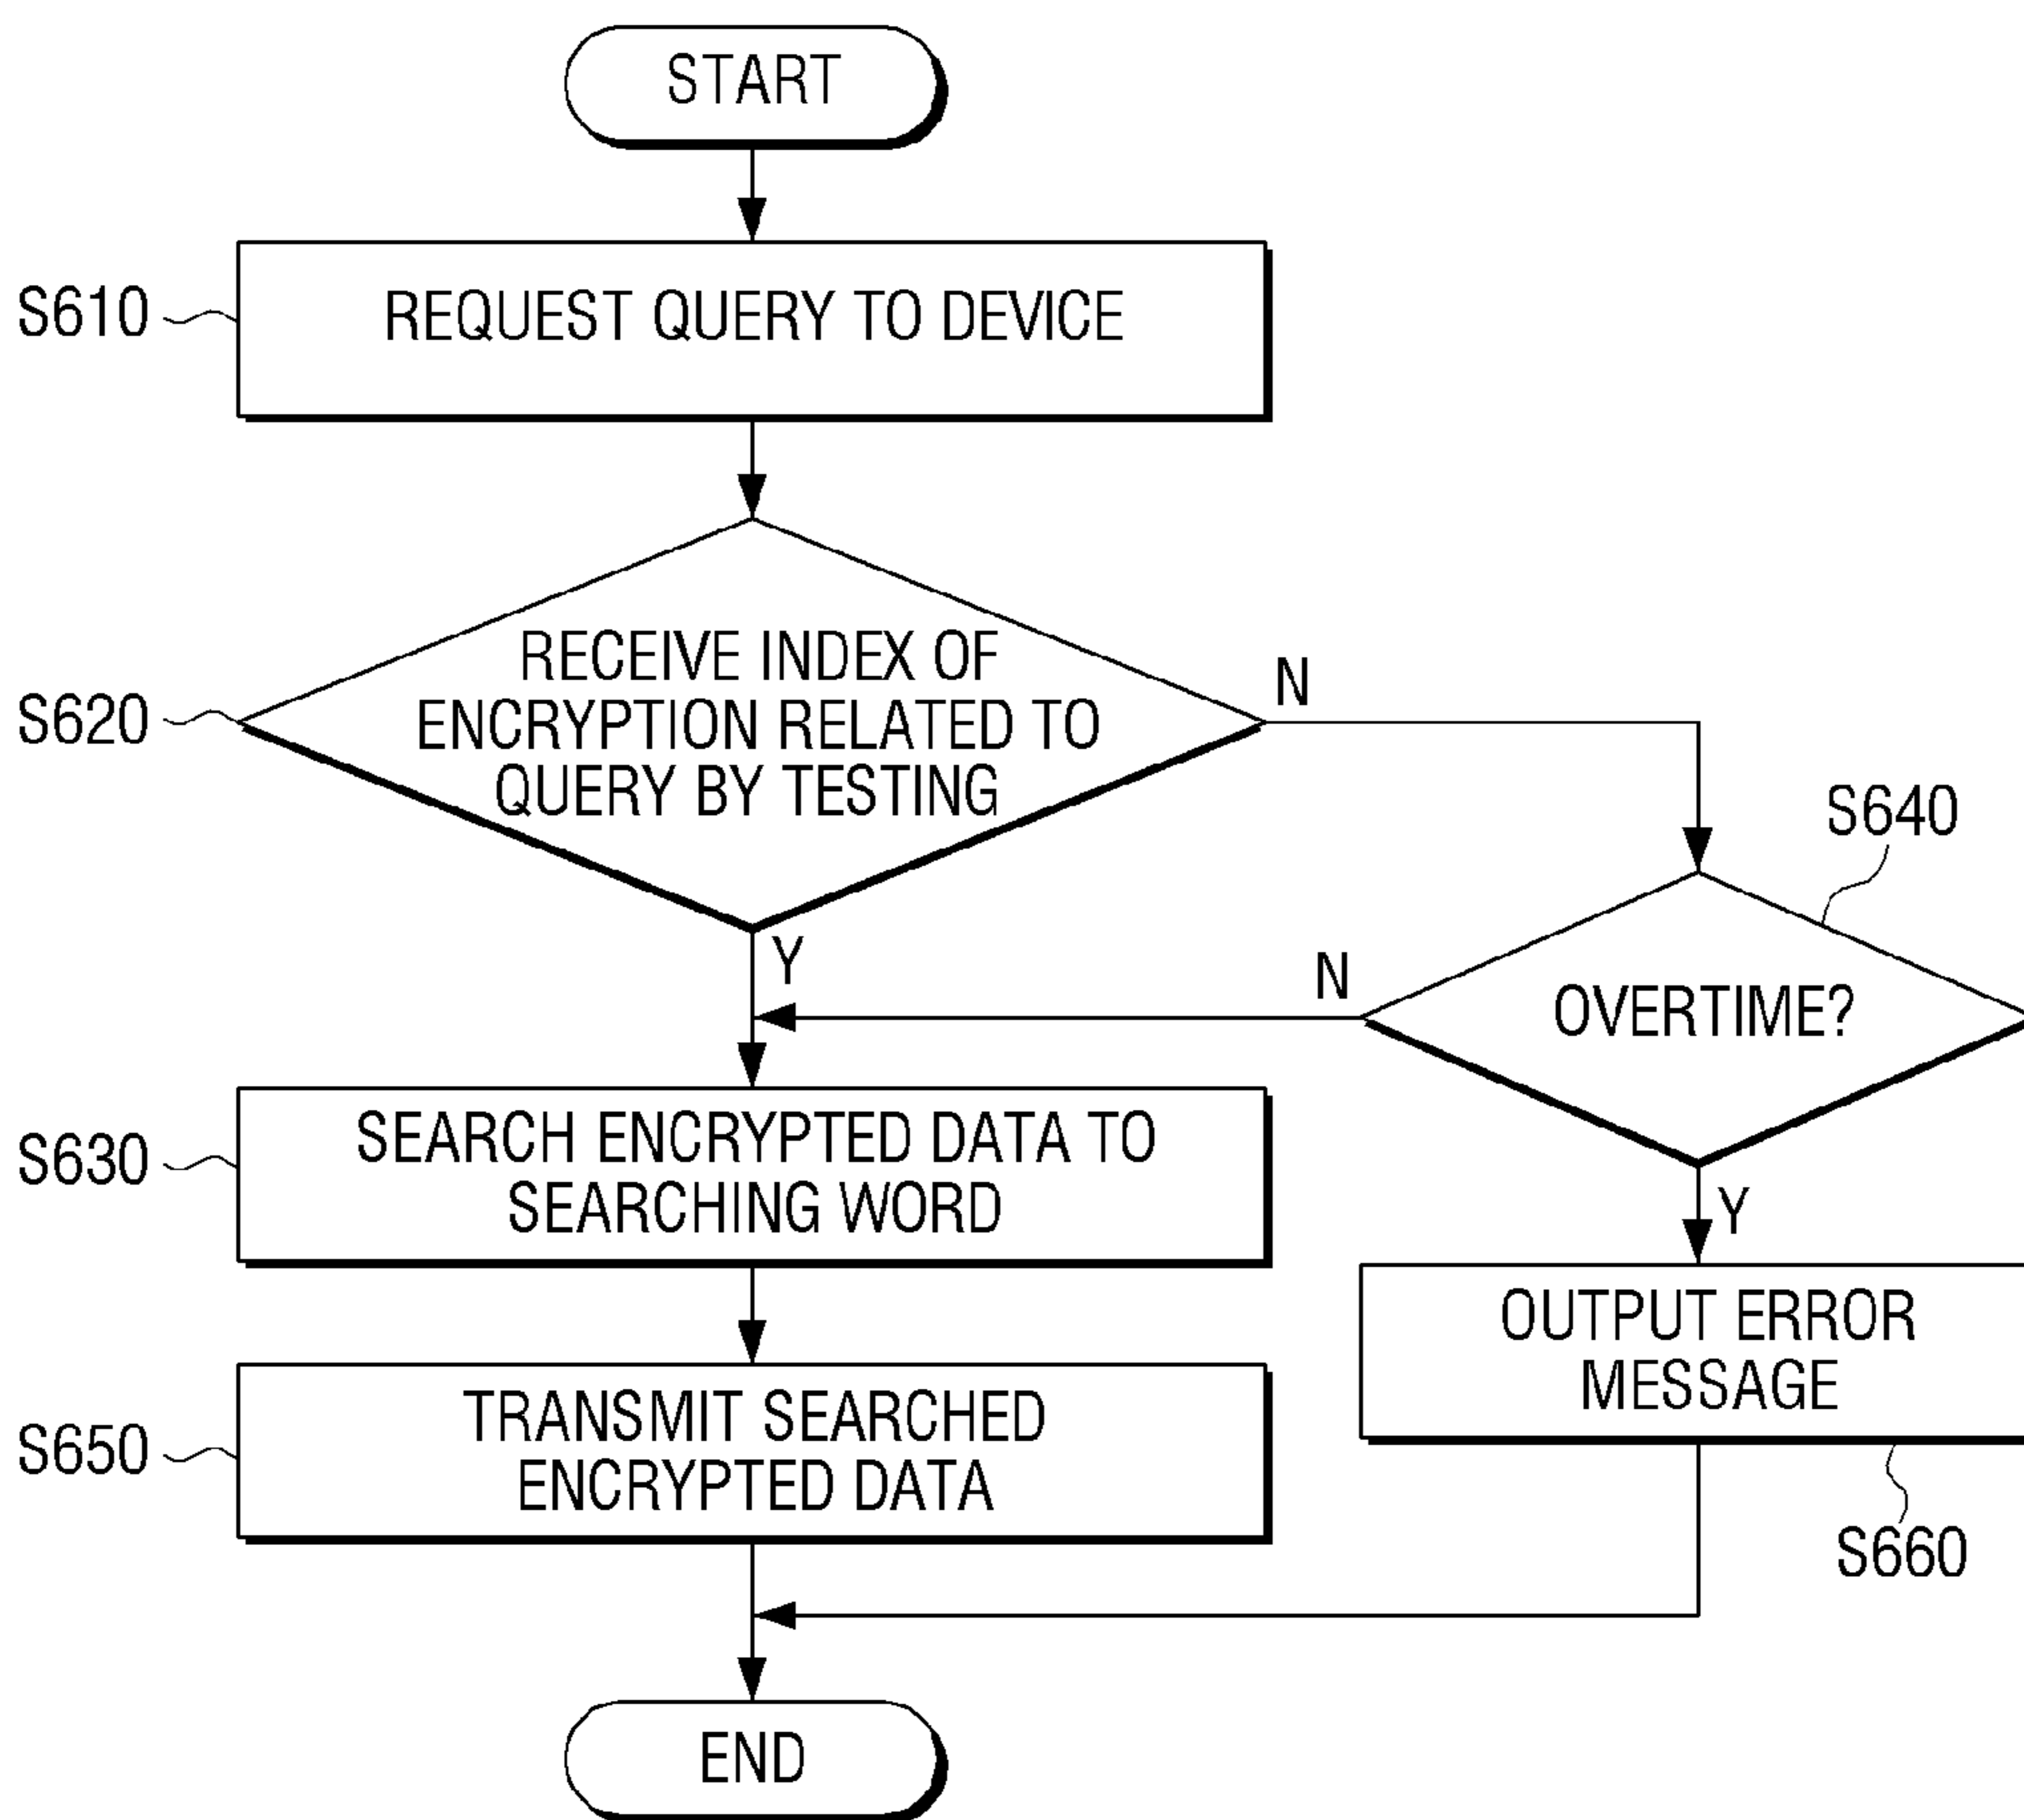 START
S610
REQUEST QUERY TO DEVICE
S620
RECEIVE INDEX OF
ENCRYPTION RELATED TO
QUERY BY TESTING
N
Y
S640
OVERTIME?
N
Y
S630
SEARCH ENCRYPTED DATA TO
SEARCHING WORD
OUTPUT ERROR
MESSAGE
S660
S650
TRANSMIT SEARCHED
ENCRYPTED DATA
END